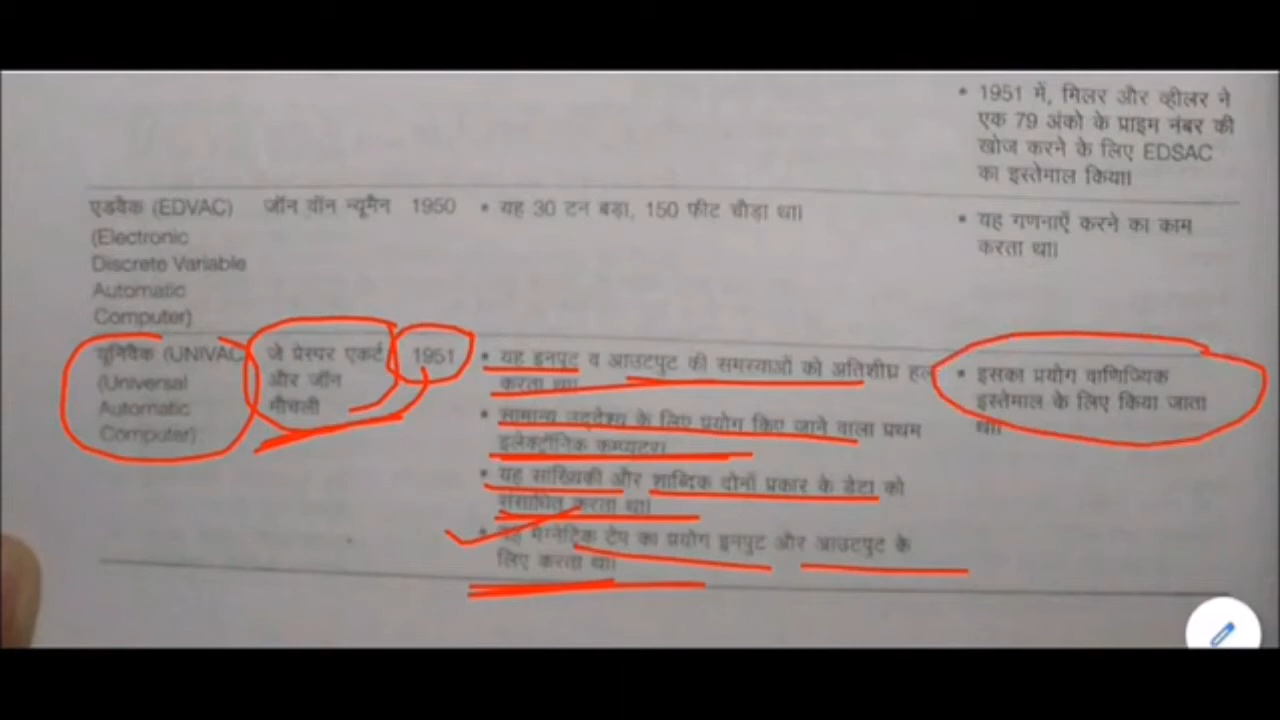 • 1951 में, मिलर और व्हीलर ने
एक 79 अंको के प्राइम नंबर की
खोज करने के लिए EDSAC
का इस्तेमाल किया।
एडवैक (EDVAC)
(Electronic
Discrete Variable
Automatic
Computer)
जॉन वॉन न्यूमैन
1950
• यह 30 टन बड़ा, 150 फीट चौड़ा था।
• यह गणनाएँ करने का काम
करता था।
यूनिवैक (UNIVAC
(Universal
Automatic
Computer)
जे प्रेस्पर एकर्ट
और जॉन
मौचली
1951
• यह इनपुट व आउटपुट की समस्याओं को अतिशीघ्र हल
करता था।
• सामान्य उद्देश्य के लिए प्रयोग किए जाने वाला प्रथम
इलेक्ट्रॉनिक कम्प्यूटर।
• यह सांख्यिकी और शाब्दिक दोनों प्रकार के डेटा को
संसाधित करता था।
• यह मैग्नेटिक टेप का प्रयोग इनपुट और आउटपुट के
लिए करता था।
• इसका प्रयोग वाणिज्यिक
इस्तेमाल के लिए किया जाता
था।